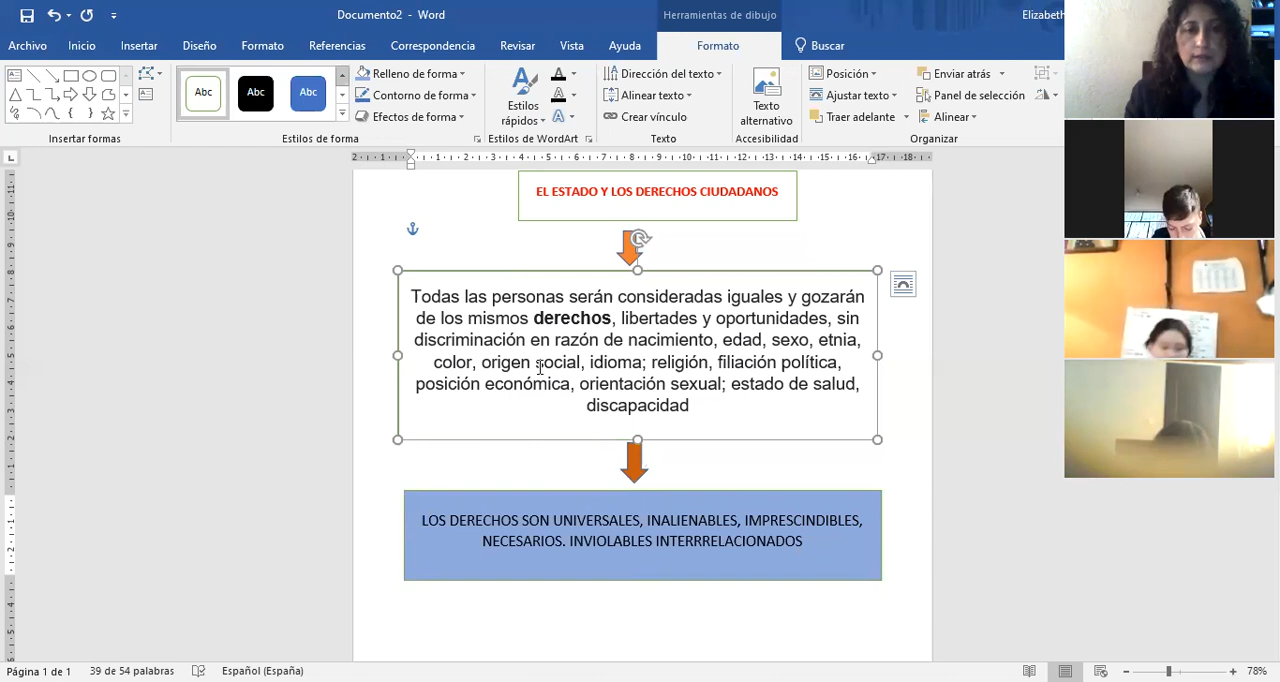 Documento2 - Word
Herramientas de dibujo
Elizabeth
Archivo
Inicio
Insertar
Diseño
Formato
Referencias
Correspondencia
Revisar
Vista
Ayuda
Formato
Buscar
Abc
Abc
Abc
Relleno de forma
Contorno de forma
Efectos de forma
Estilos
rápidos
A
A
A
Dirección del texto
Alinear texto
Crear vínculo
Texto
alternativo
Posición
Ajustar texto
Traer adelante
Enviar atrás
Panel de selección
Alinear
Insertar formas
Estilos de forma
Estilos de WordArt
Texto
Accesibilidad
Organizar
EL ESTADO Y LOS DERECHOS CIUDADANOS
Todas las personas serán consideradas iguales y gozarán
de los mismos derechos, libertades y oportunidades, sin
discriminación en razón de nacimiento, edad, sexo, etnia,
color, origen social, idioma; religión, filiación política,
posición económica, orientación sexual; estado de salud,
discapacidad
LOS DERECHOS SON UNIVERSALES, INALIENABLES, IMPRESCINDIBLES,
NECESARIOS. INVIOLABLES INTERRRELACIONADOS
Página 1 de 1
39 de 54 palabras
Español (España)
78%